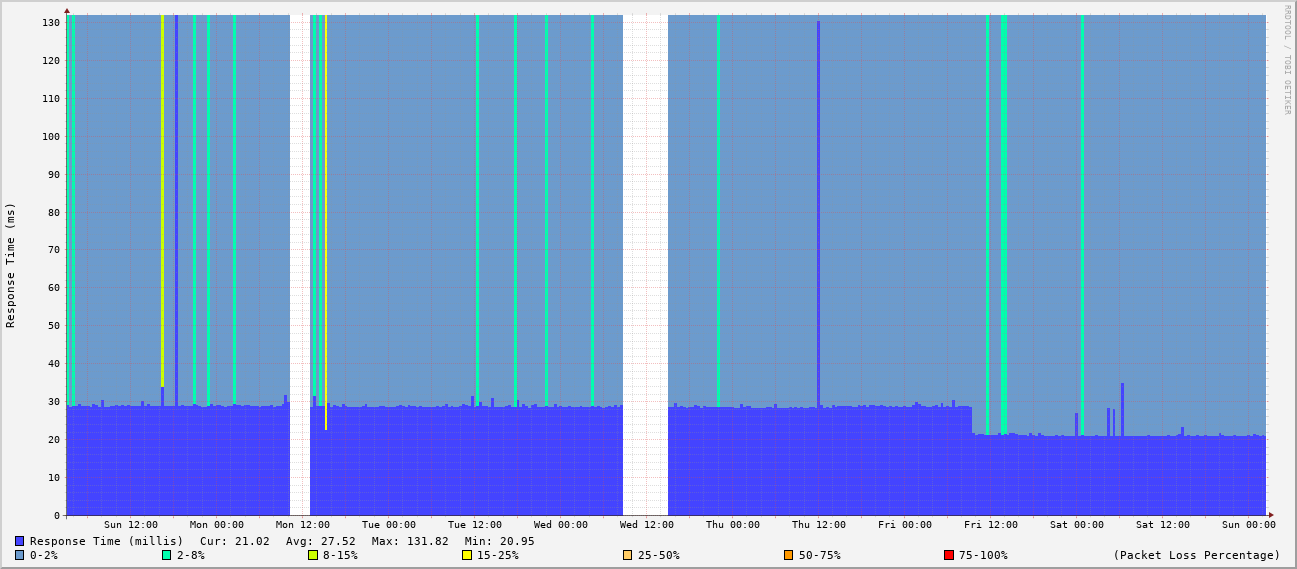 130
120
110
100
90
80
70
60
50
40
30
20
10
0
Response Time (ms)
RRDTOOL / TOBI OETIKER
Sun 12:00 Mon 00:00 Mon 12:00 Tue 00:00 Tue 12:00 Wed 00:00 Wed 12:00 Thu 00:00 Thu 12:00 Fri 00:00 Fri 12:00 Sat 00:00 Sat 12:00 Sun 00:00
Response Time (millis) Cur: 21.02 Avg: 27.52 Max: 131.82 Min: 20.95
0-2% 2-8% 8-15% 15-25% 25-50% 50-75% 75-100% (Packet Loss Percentage)